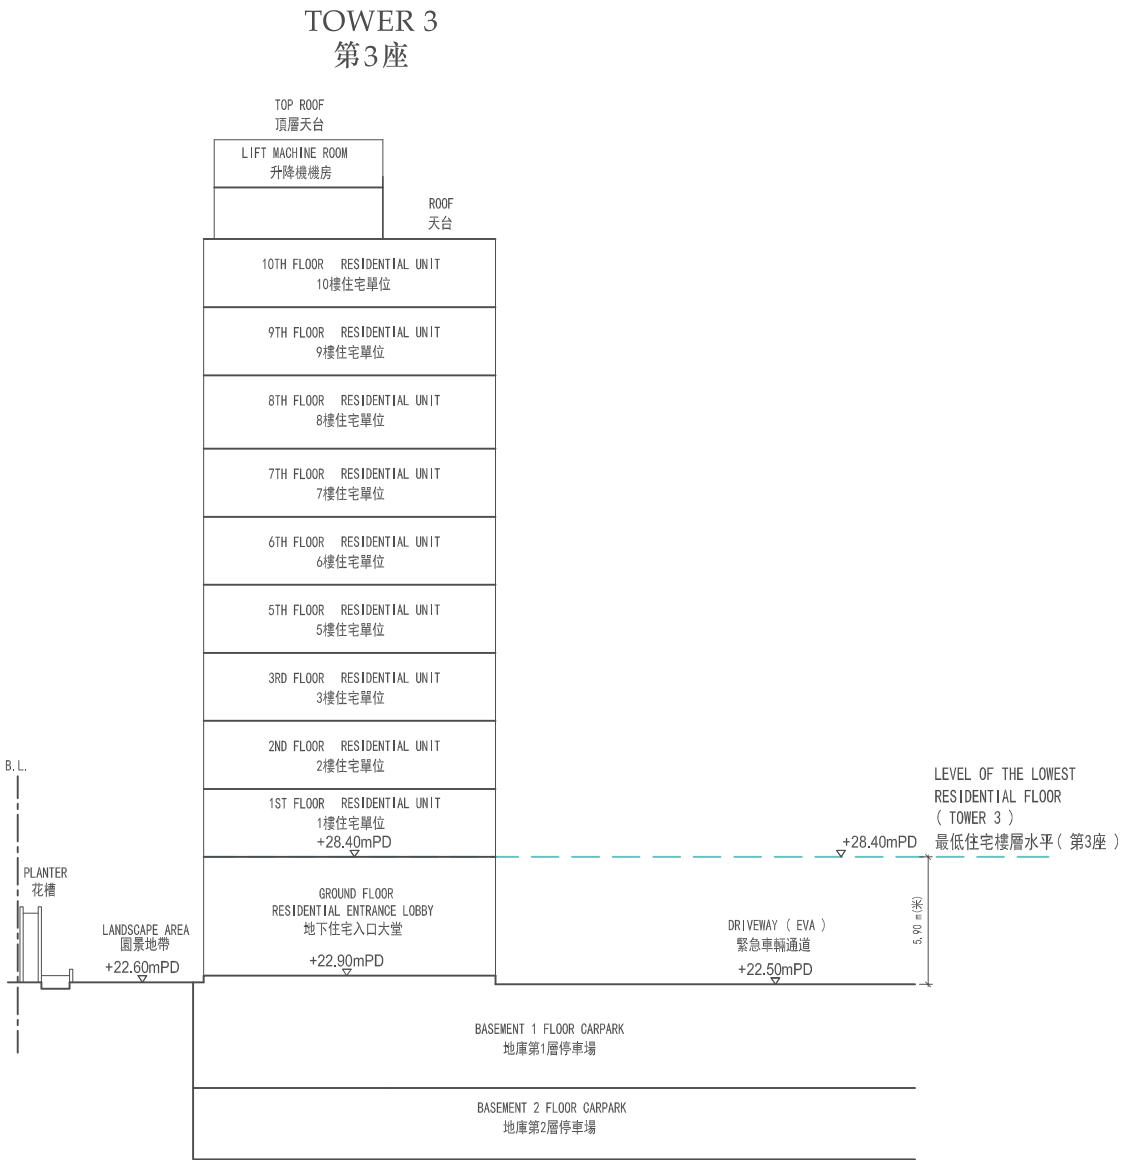 TOWER 3
第3座
TOP ROOF
頂層天台
LIFT MACHINE ROOM
升降機機房
ROOF
天台
10TH FLOOR RESIDENTIAL UNIT
10樓住宅單位
9TH FLOOR RESIDENTIAL UNIT
9樓住宅單位
8TH FLOOR RESIDENTIAL UNIT
8樓住宅單位
7TH FLOOR RESIDENTIAL UNIT
7樓住宅單位
6TH FLOOR RESIDENTIAL UNIT
6樓住宅單位
5TH FLOOR RESIDENTIAL UNIT
5樓住宅單位
3RD FLOOR RESIDENTIAL UNIT
3樓住宅單位
2ND FLOOR RESIDENTIAL UNIT
2樓住宅單位
1ST FLOOR RESIDENTIAL UNIT
1樓住宅單位
+28.40mPD
B.L.
PLANTER
花槽
LANDSCAPE AREA
園景地帶
+22.60mPD
GROUND FLOOR
RESIDENTIAL ENTRANCE LOBBY
地下住宅入口大堂
+22.90mPD
LEVEL OF THE LOWEST
RESIDENTIAL FLOOR
( TOWER 3 )
最低住宅樓層水平( 第3座 )
+28.40mPD
5.90 m(米)
DRIVEWAY ( EVA )
緊急車輛通道
+22.50mPD
BASEMENT 1 FLOOR CARPARK
地庫第1層停車場
BASEMENT 2 FLOOR CARPARK
地庫第2層停車場